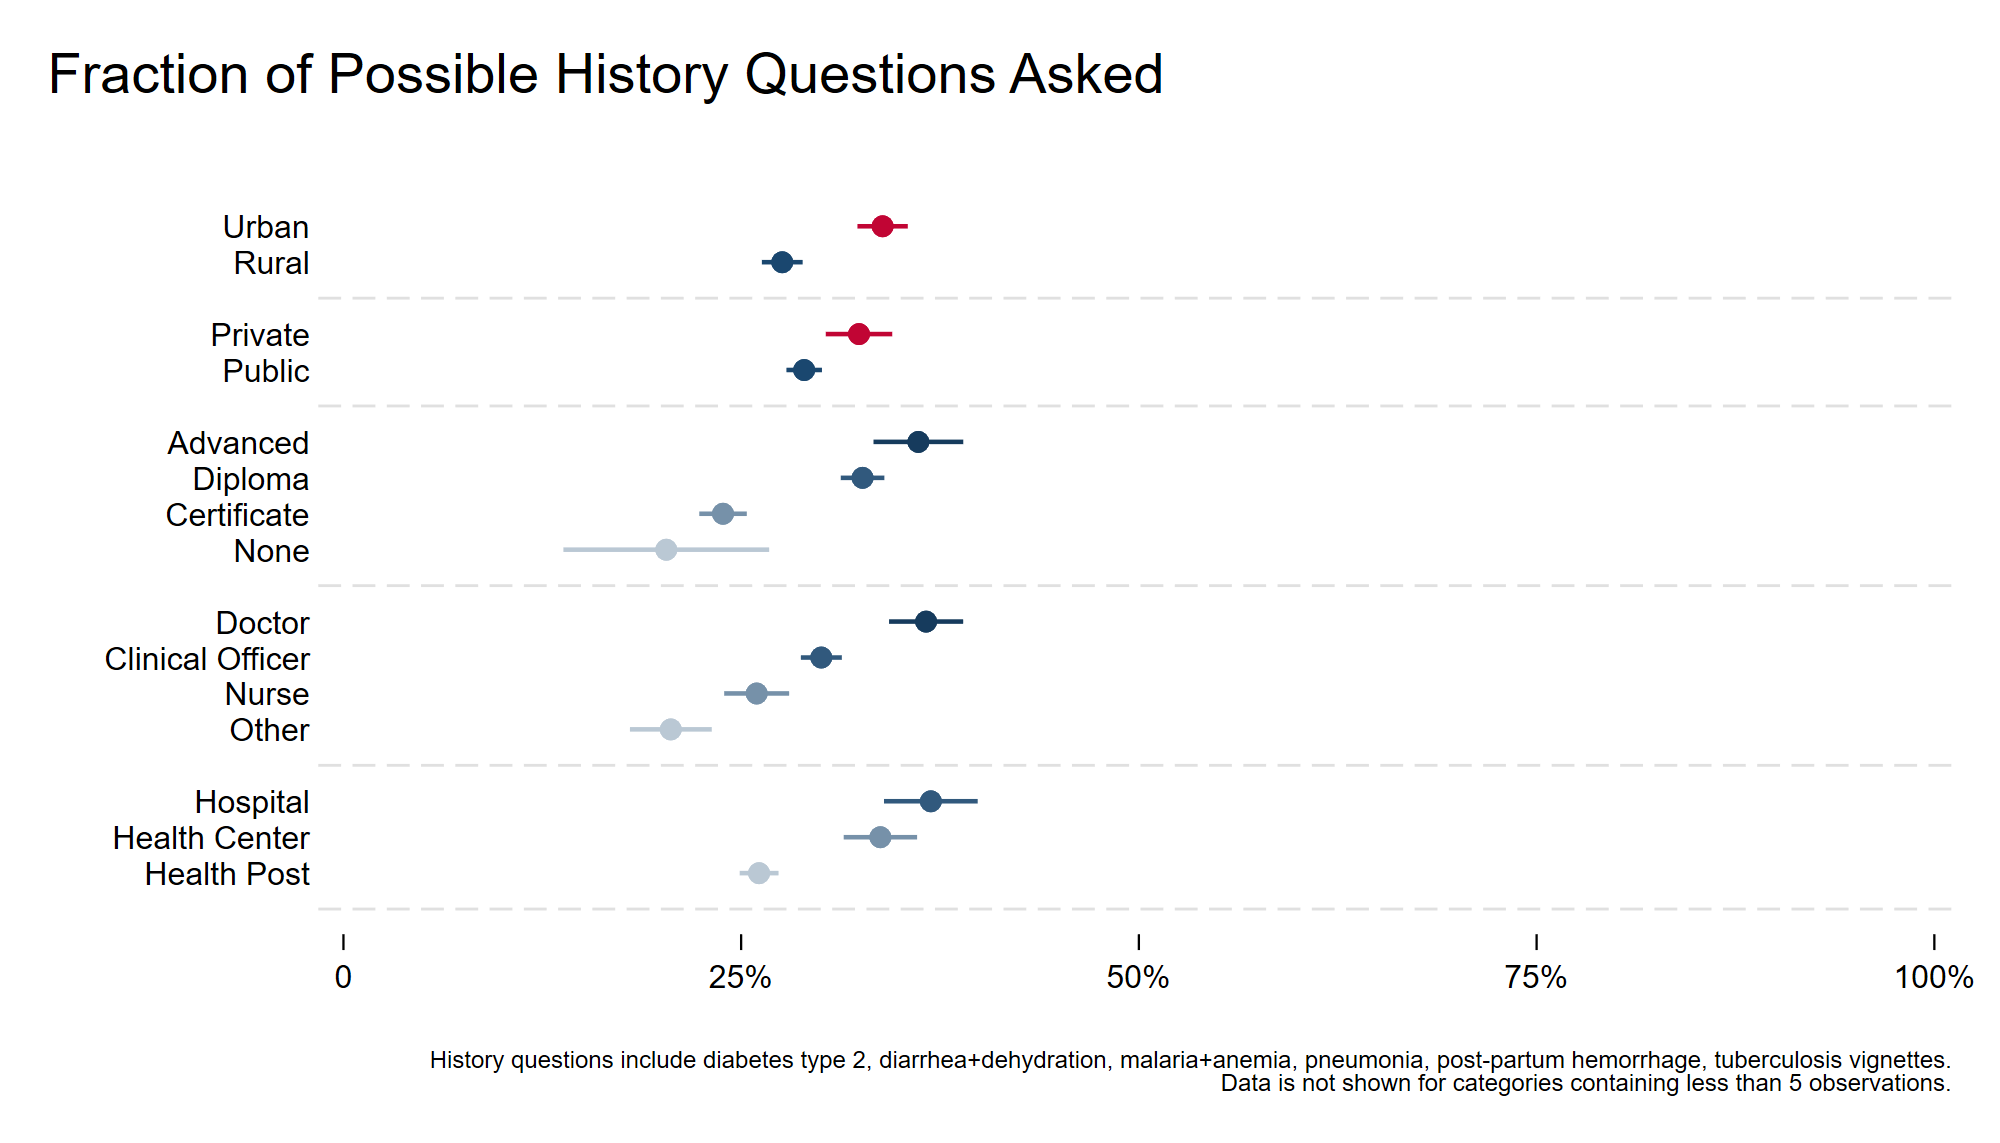 Fraction of Possible History Questions Asked
Urban
Rural
Private
Public
Advanced
Diploma
Certificate
None
Doctor
Clinical Officer
Nurse
Other
Hospital
Health Center
Health Post
0 25% 50% 75% 100%
History questions include diabetes type 2, diarrhea+dehydration, malaria+anemia, pneumonia, post-partum hemorrhage, tuberculosis vignettes.
Data is not shown for categories containing less than 5 observations.